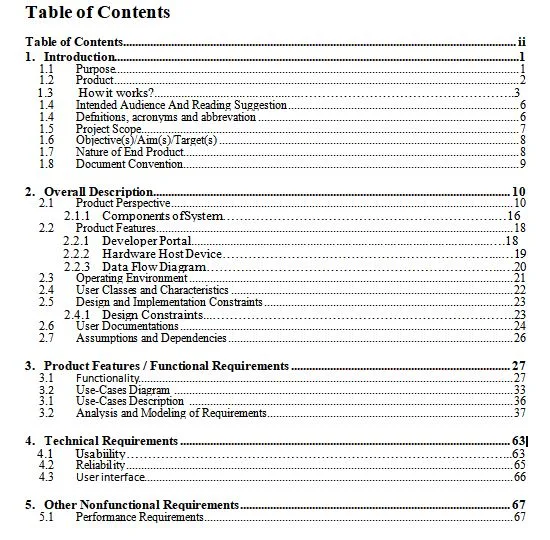 Table of Contents
Table of Contents ii
1. Introduction 1
1.1 Purpose 1
1.2 Product 2
1.3 How it works? 3
1.4 Intended Audience And Reading Suggestion 6
1.4 Definitions, acronyms and abbrevation 6
1.5 Project Scope 7
1.6 Objective(s)/Aim(s)/Target(s) 8
1.7 Nature of End Product 8
1.8 Document Convention 9
2. Overall Description 10
2.1 Product Perspective 10
2.1.1 Components ofSystem 16
2.2 Product Features 18
2.2.1 Developer Portal 18
2.2.2 Hardware Host Device 19
2.2.3 Data Flow Diagram 20
2.3 Operating Environment 21
2.4 User Classes and Characteristics 22
2.5 Design and Implementation Constraints 23
2.4.1 Design Constraints 23
2.6 User Documentations 24
2.7 Assumptions and Dependencies 26
3. Product Features / Functional Requirements 27
3.1 Functionality 27
3.2 Use-Cases Diagram 33
3.1 Use-Cases Description 36
3.2 Analysis and Modeling of Requirements 37
4. Technical Requirements 63
4.1 Usabiility 63
4.2 Reliability 65
4.3 User interface 66
5. Other Nonfunctional Requirements 67
5.1 Performance Requirements 67